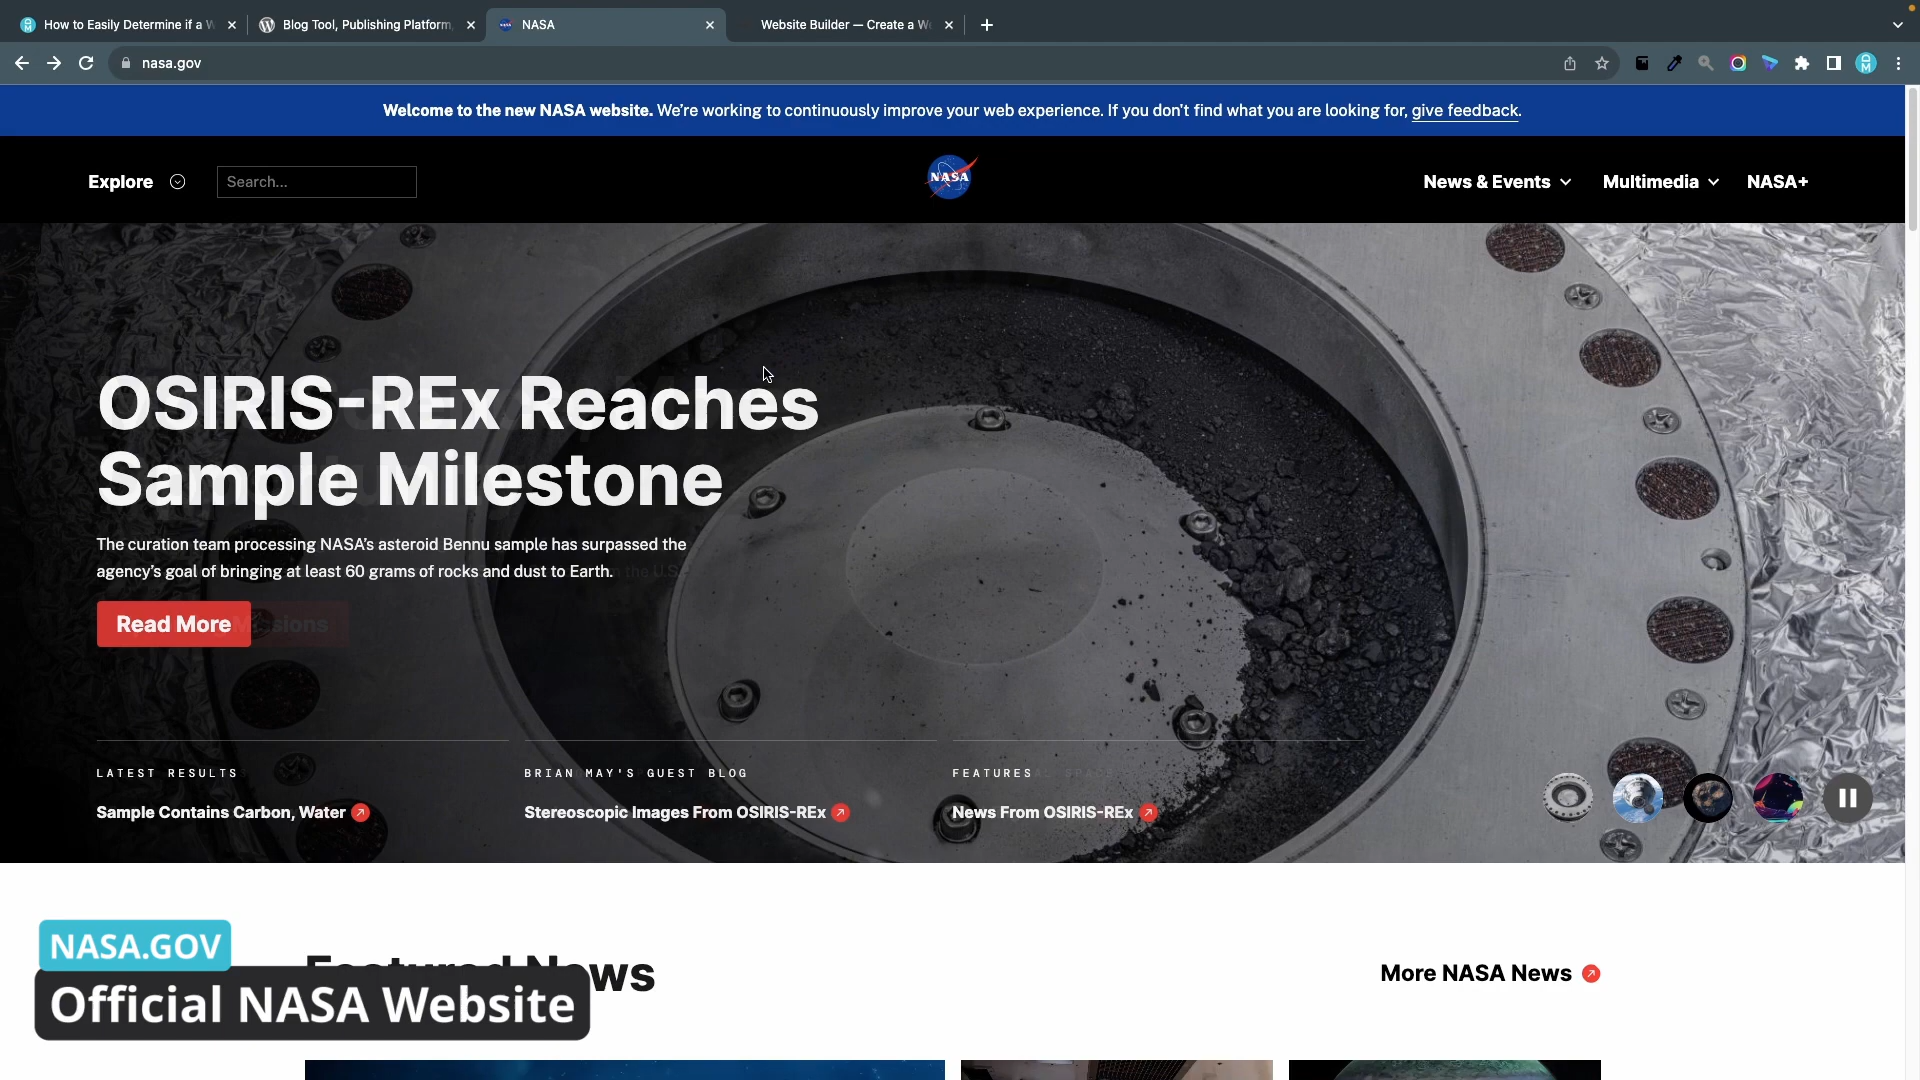 How to Easily Determine if a W
Blog Tool, Publishing Platform,
NASA
Website Builder — Create a We
nasa.gov
Welcome to the new NASA website. We're working to continuously improve your web experience. If you don't find what you are looking for, give feedback.
Explore
Search...
NASA
News & Events
Multimedia
NASA+
OSIRIS-REx Reaches
Sample Milestone
The curation team processing NASA's asteroid Bennu sample has surpassed the
agency's goal of bringing at least 60 grams of rocks and dust to Earth.
Read More
LATEST RESULTS
BRIAN MAY'S GUEST BLOG
FEATURES
Sample Contains Carbon, Water
Stereoscopic Images From OSIRIS-REx
News From OSIRIS-REx
NASA.GOV
Featured News
More NASA News
Official NASA Website